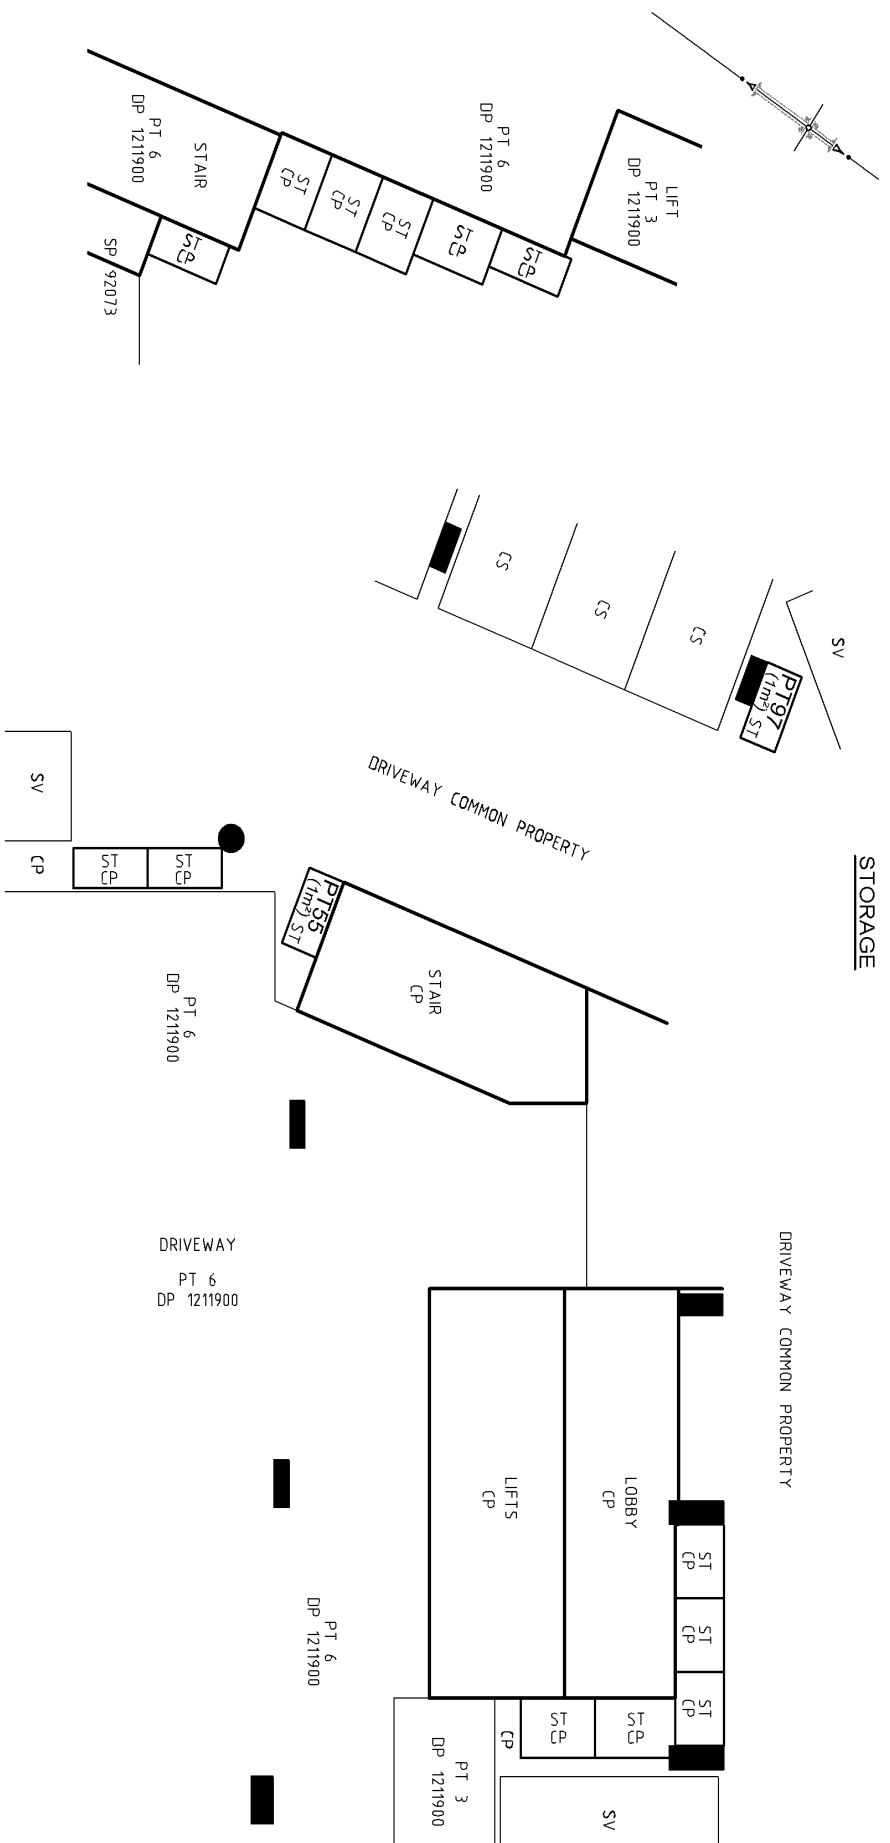 PT 6
DP 1211900
STAIR
SP 92073
ST
CP
ST
CP
ST
CP
ST
CP
ST
CP
ST
CP
PT 6
DP 1211900
LIFT
PT 3
DP 1211900
CS
CS
CS
SV
PT97
(1m²) ST
DRIVEWAY COMMON PROPERTY
STORAGE
SV
CP
ST
CP
ST
CP
PT55
(1m²) ST
STAIR
CP
PT 6
DP 1211900
DRIVEWAY
PT 6
DP 1211900
DRIVEWAY COMMON PROPERTY
LIFTS
CP
LOBBY
CP
ST
CP
ST
CP
ST
CP
PT 6
DP 1211900
ST
CP
ST
CP
CP
PT 3
DP 1211900
SV